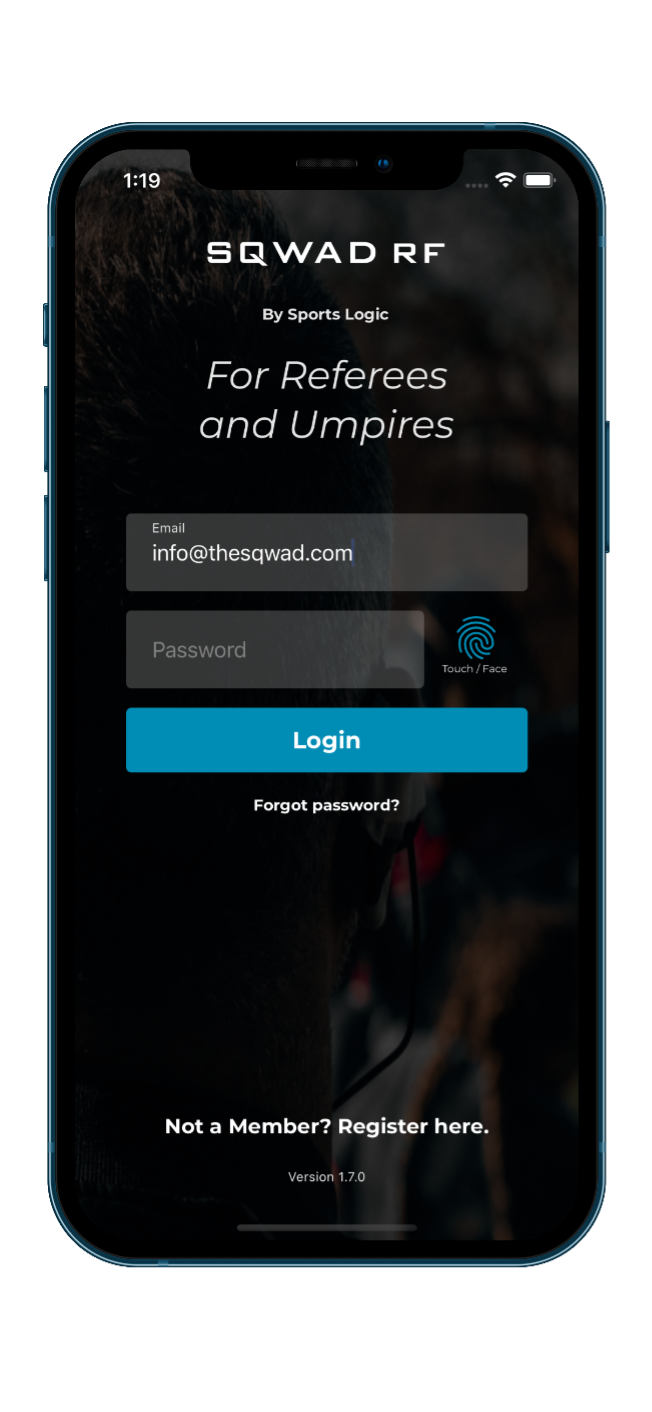 1:19
SQWAD RF
By Sports Logic
For Referees
and Umpires
Email
info@thesqwad.com
Password
Touch / Face
Login
Forgot password?
Not a Member? Register here.
Version 1.7.0